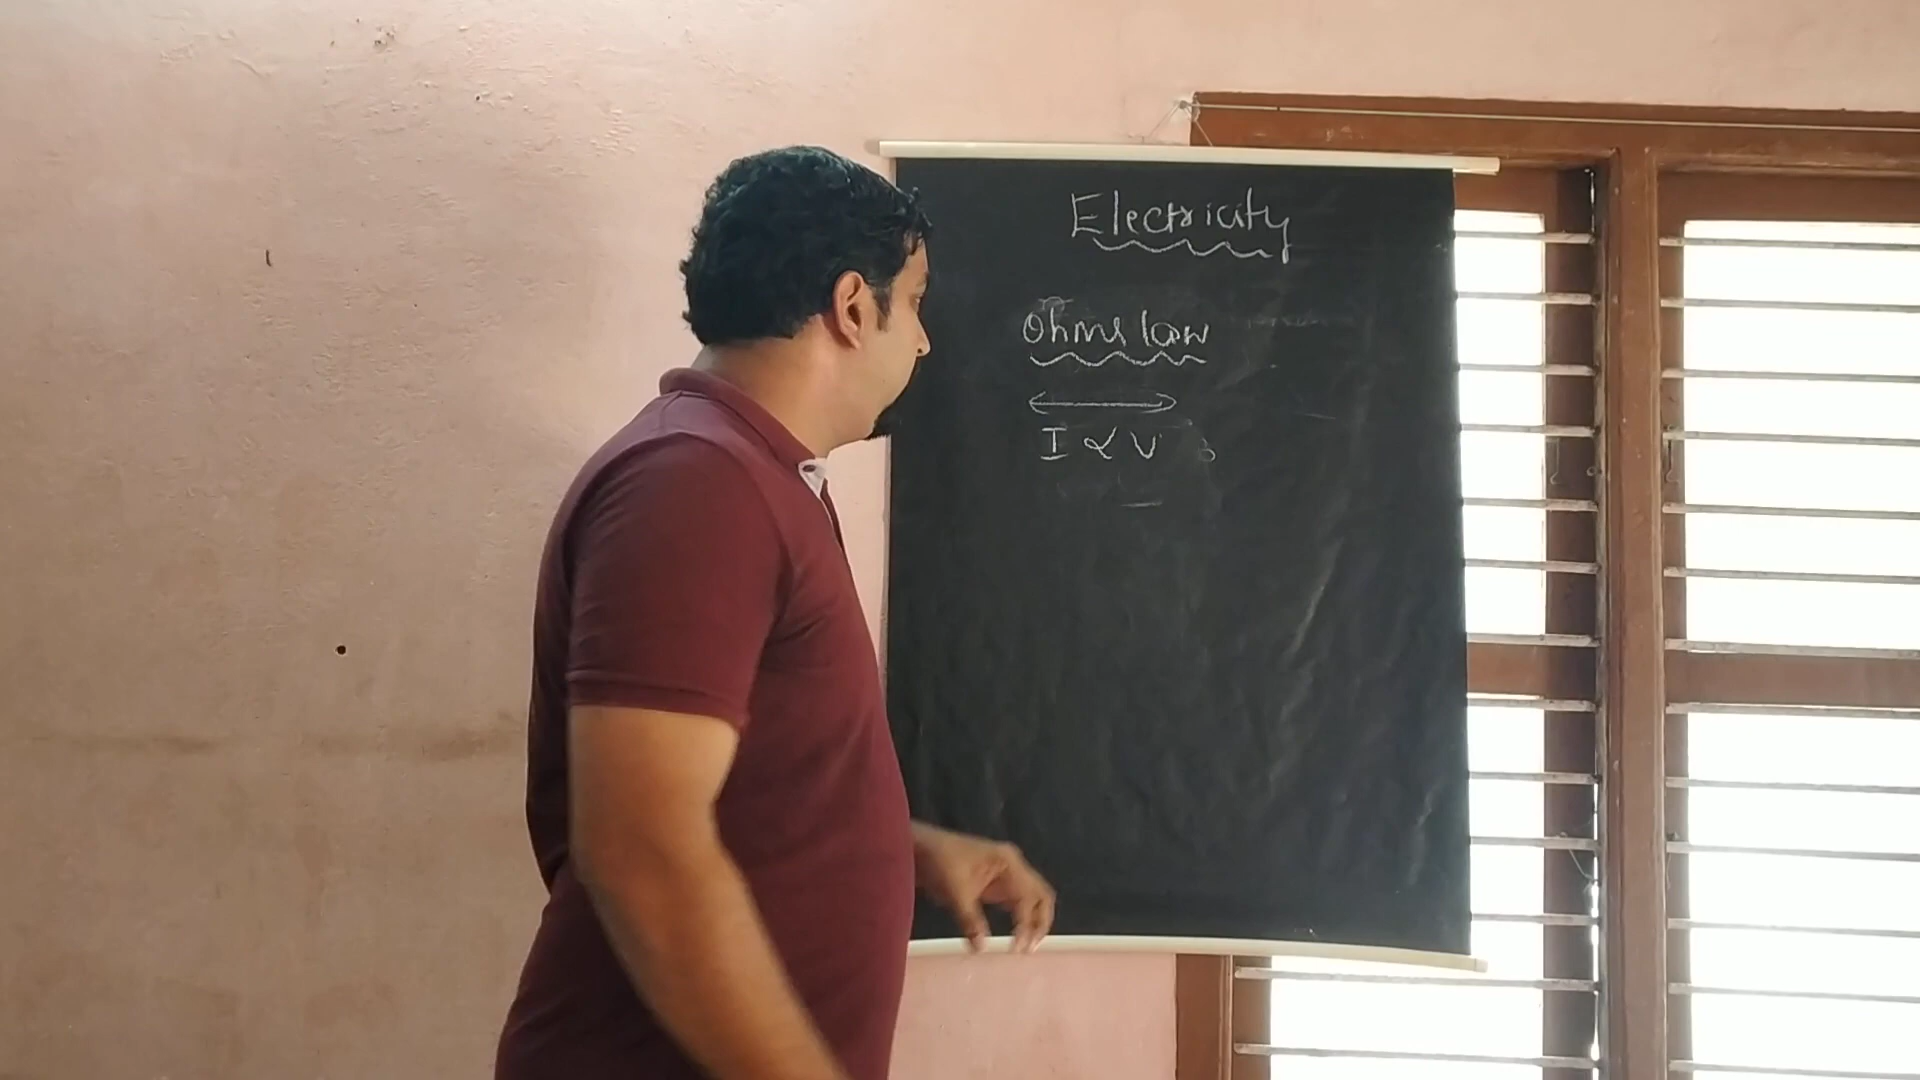 Electricity
Ohms law
I ∝ V